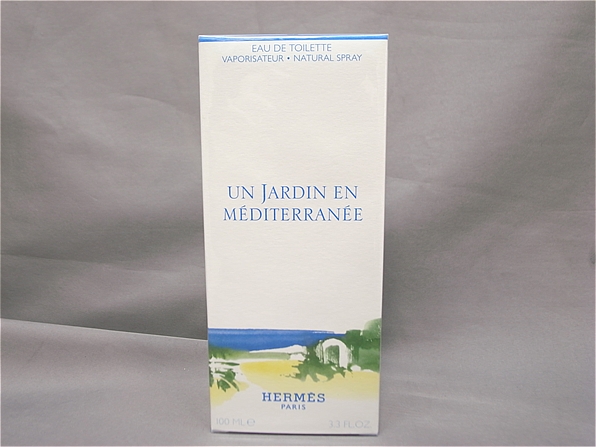 EAU DE TOILETTE
VAPORISATEUR • NATURAL SPRAY
UN JARDIN EN
MÉDITERRANÉE
HERMÈS
PARIS
100 ML ℮ 3.3 FL.OZ